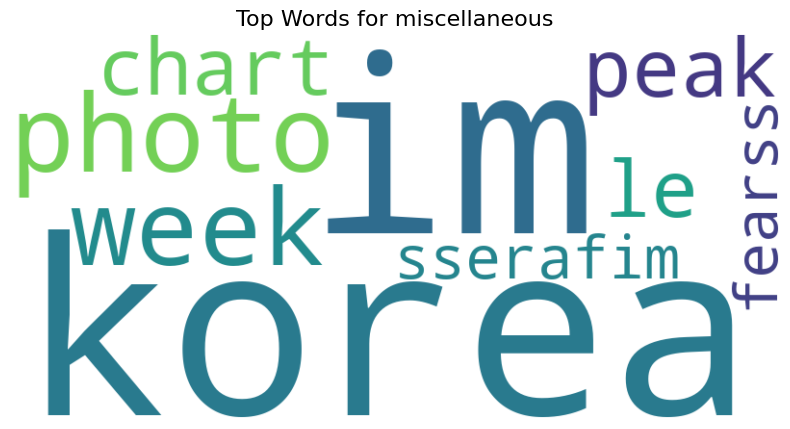 Top Words for miscellaneous
chart
peak
photo
im
week
le
fearss
sserafim
korea